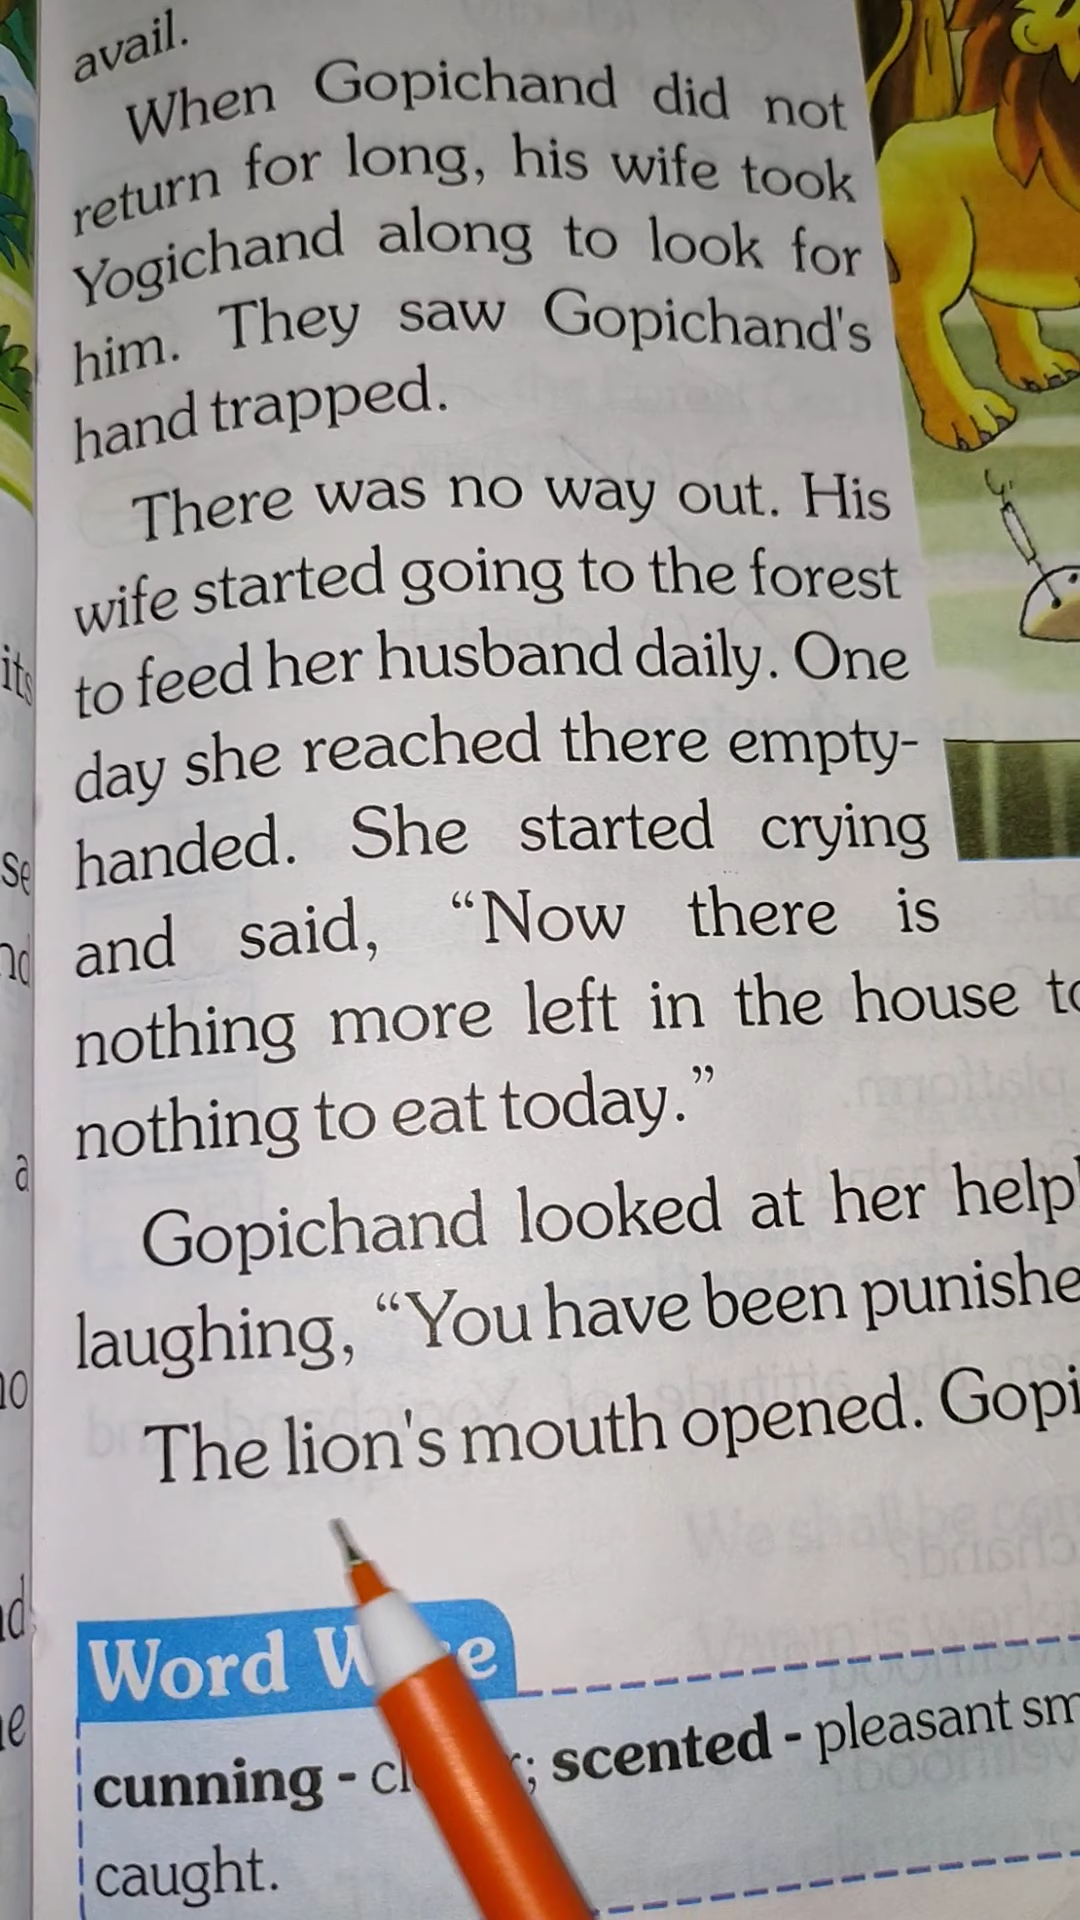 avail.
When Gopichand did not
return for long, his wife took
Yogichand along to look for
him. They saw Gopichand's
hand trapped.
There was no way out. His
wife started going to the forest
to feed her husband daily. One
day she reached there empty-
handed. She started crying
and said, “Now there is
nothing more left in the house to
nothing to eat today.”
Gopichand looked at her help
laughing, “You have been punishe
The lion's mouth opened. Gopi
Word
cunning - ; scented - pleasant sm
caught.